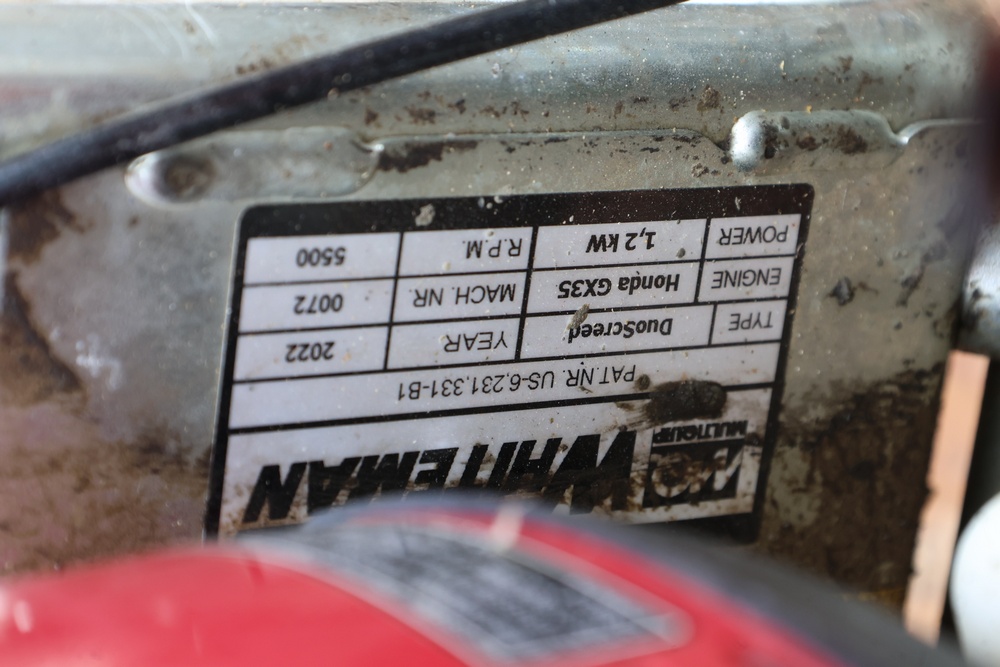 MULTIQUIP WHITEMAN
PAT.NR. US-6,231,331-B1
TYPE DuoScreed YEAR 2022
ENGINE Honda GX35 MACH. NR. 0072
POWER 1,2 kW R.P.M. 5500